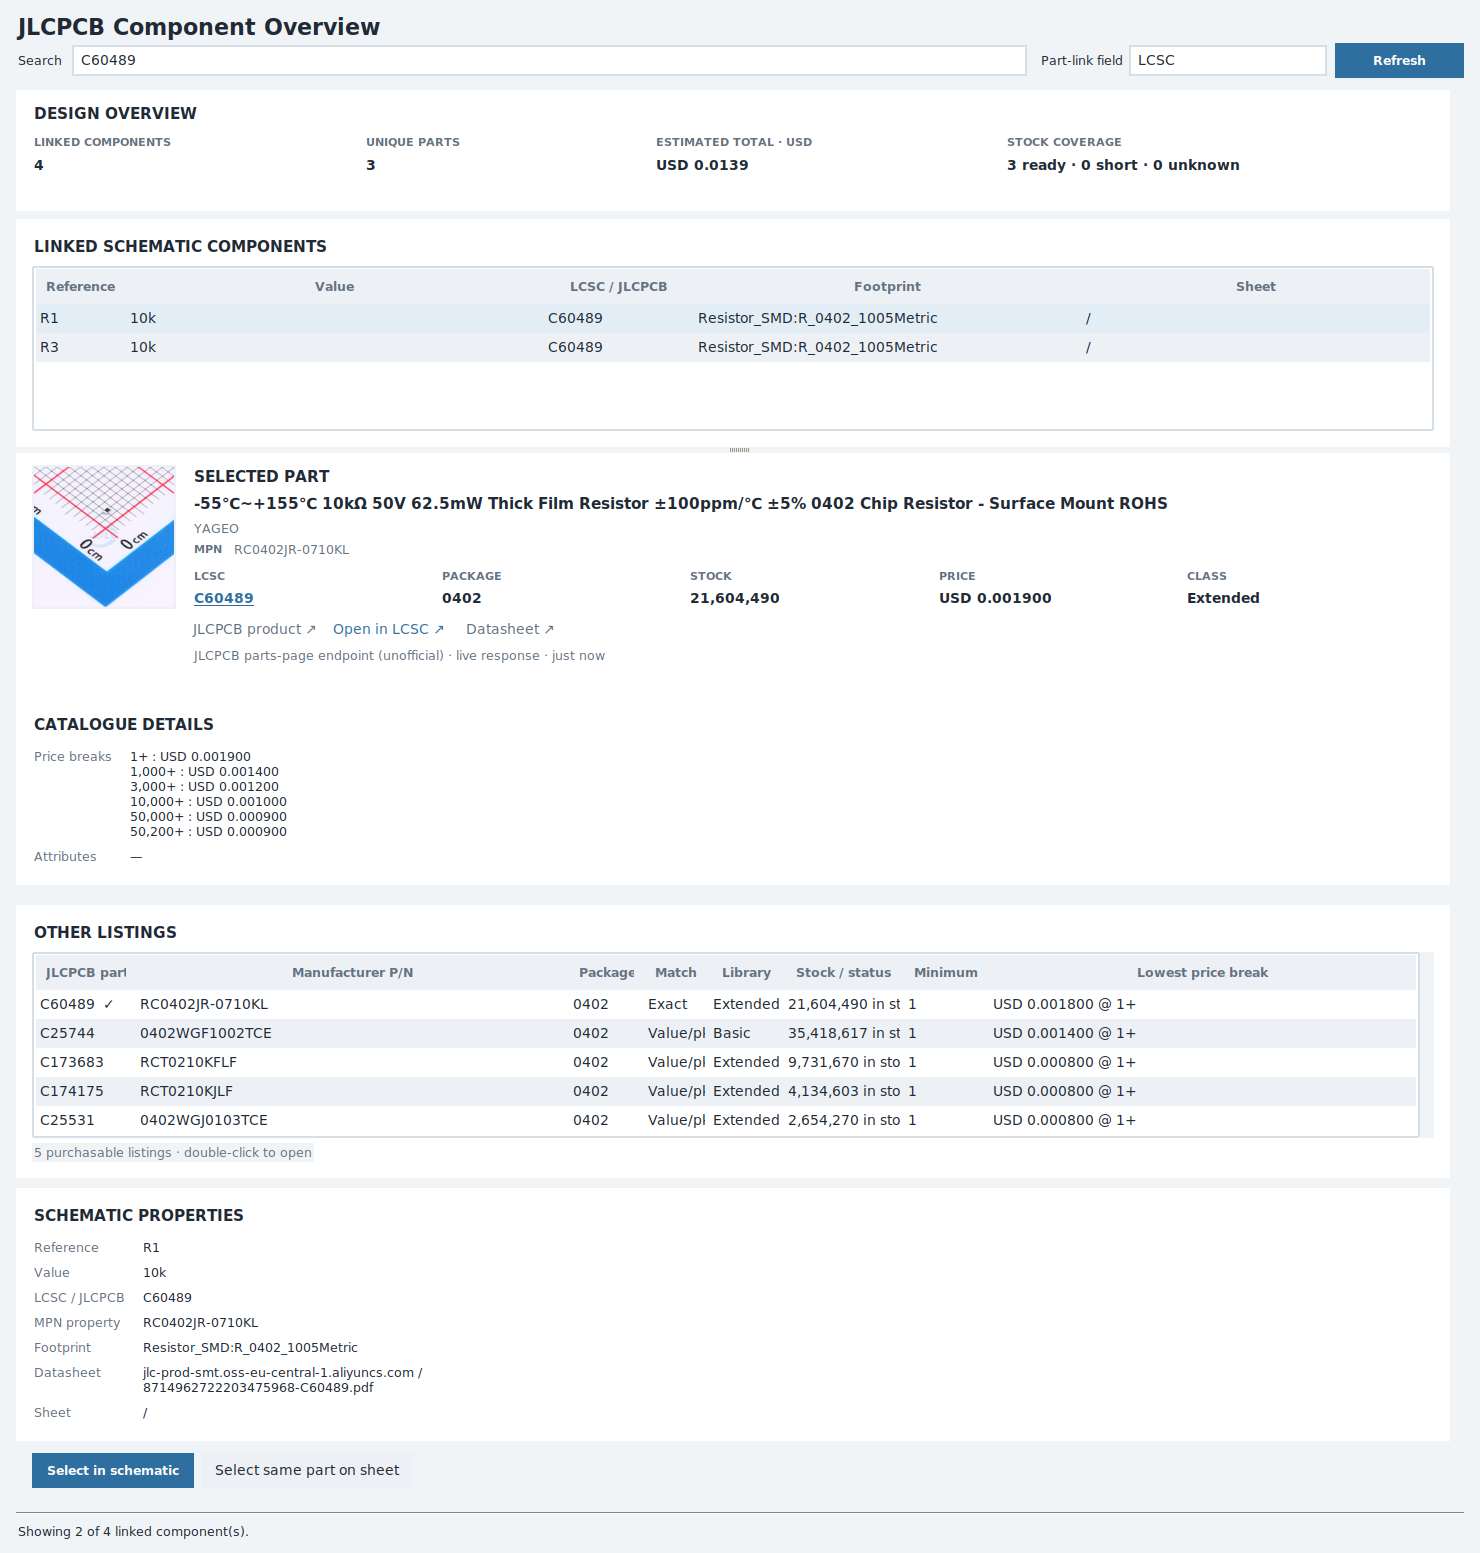 JLCPCB Component Overview
Search C60489 Part-link field LCSC Refresh
DESIGN OVERVIEW
LINKED COMPONENTS UNIQUE PARTS ESTIMATED TOTAL · USD STOCK COVERAGE
4 3 USD 0.0139 3 ready · 0 short · 0 unknown
LINKED SCHEMATIC COMPONENTS
Reference Value LCSC / JLCPCB Footprint Sheet
R1 10k C60489 Resistor_SMD:R_0402_1005Metric /
R3 10k C60489 Resistor_SMD:R_0402_1005Metric /
0cm 0cm
SELECTED PART
-55℃~+155℃ 10kΩ 50V 62.5mW Thick Film Resistor ±100ppm/℃ ±5% 0402 Chip Resistor - Surface Mount ROHS
YAGEO
MPN RC0402JR-0710KL
LCSC PACKAGE STOCK PRICE CLASS
C60489 0402 21,604,490 USD 0.001900 Extended
JLCPCB product ↗ Open in LCSC ↗ Datasheet ↗
JLCPCB parts-page endpoint (unofficial) · live response · just now
CATALOGUE DETAILS
Price breaks 1+ : USD 0.001900
1,000+ : USD 0.001400
3,000+ : USD 0.001200
10,000+ : USD 0.001000
50,000+ : USD 0.000900
50,200+ : USD 0.000900
Attributes —
OTHER LISTINGS
JLCPCB part Manufacturer P/N Package Match Library Stock / status Minimum Lowest price break
C60489 ✓ RC0402JR-0710KL 0402 Exact Extended 21,604,490 in st 1 USD 0.001800 @ 1+
C25744 0402WGF1002TCE 0402 Value/pl Basic 35,418,617 in st 1 USD 0.001400 @ 1+
C173683 RCT0210KFLF 0402 Value/pl Extended 9,731,670 in sto 1 USD 0.000800 @ 1+
C174175 RCT0210KJLF 0402 Value/pl Extended 4,134,603 in sto 1 USD 0.000800 @ 1+
C25531 0402WGJ0103TCE 0402 Value/pl Extended 2,654,270 in sto 1 USD 0.000800 @ 1+
5 purchasable listings · double-click to open
SCHEMATIC PROPERTIES
Reference R1
Value 10k
LCSC / JLCPCB C60489
MPN property RC0402JR-0710KL
Footprint Resistor_SMD:R_0402_1005Metric
Datasheet jlc-prod-smt.oss-eu-central-1.aliyuncs.com /
8714962722203475968-C60489.pdf
Sheet /
Select in schematic Select same part on sheet
Showing 2 of 4 linked component(s).